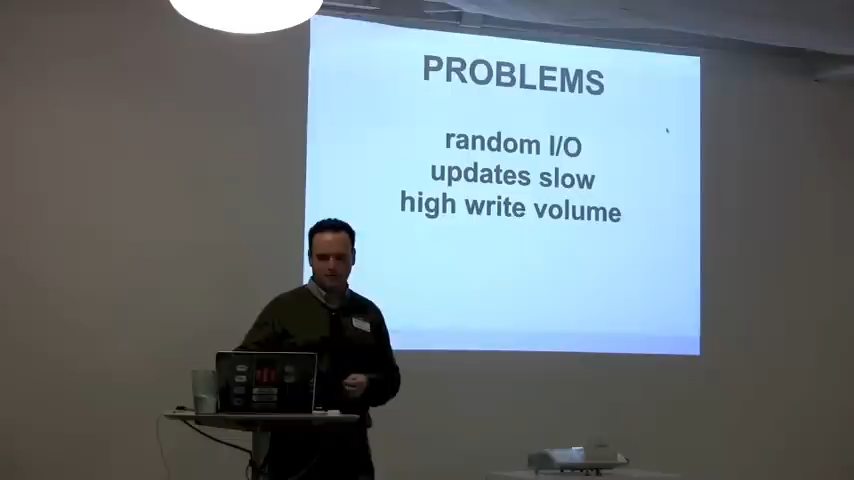 PROBLEMS
random I/O
updates slow
high write volume